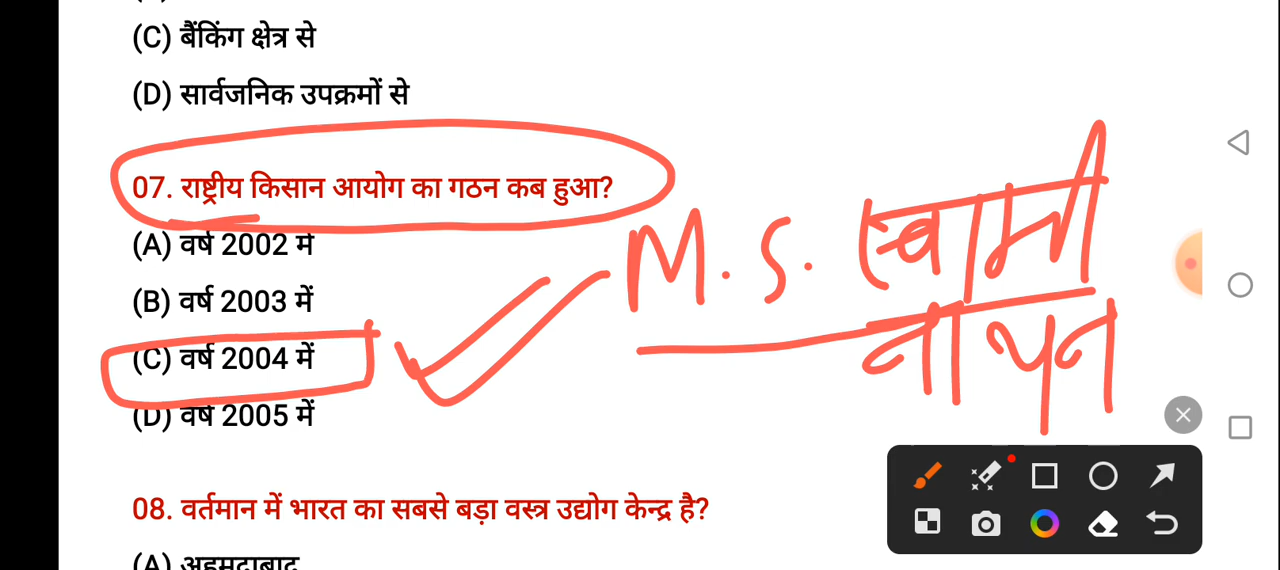 (C) बैंकिंग क्षेत्र से
(D) सार्वजनिक उपक्रमों से
07. राष्ट्रीय किसान आयोग का गठन कब हुआ?
(A) वर्ष 2002 में
(B) वर्ष 2003 में
(C) वर्ष 2004 में
(D) वर्ष 2005 में
M. S. स्वामी
नाथन
08. वर्तमान में भारत का सबसे बड़ा वस्त्र उद्योग केन्द्र है?
(A) अहमदाबाद